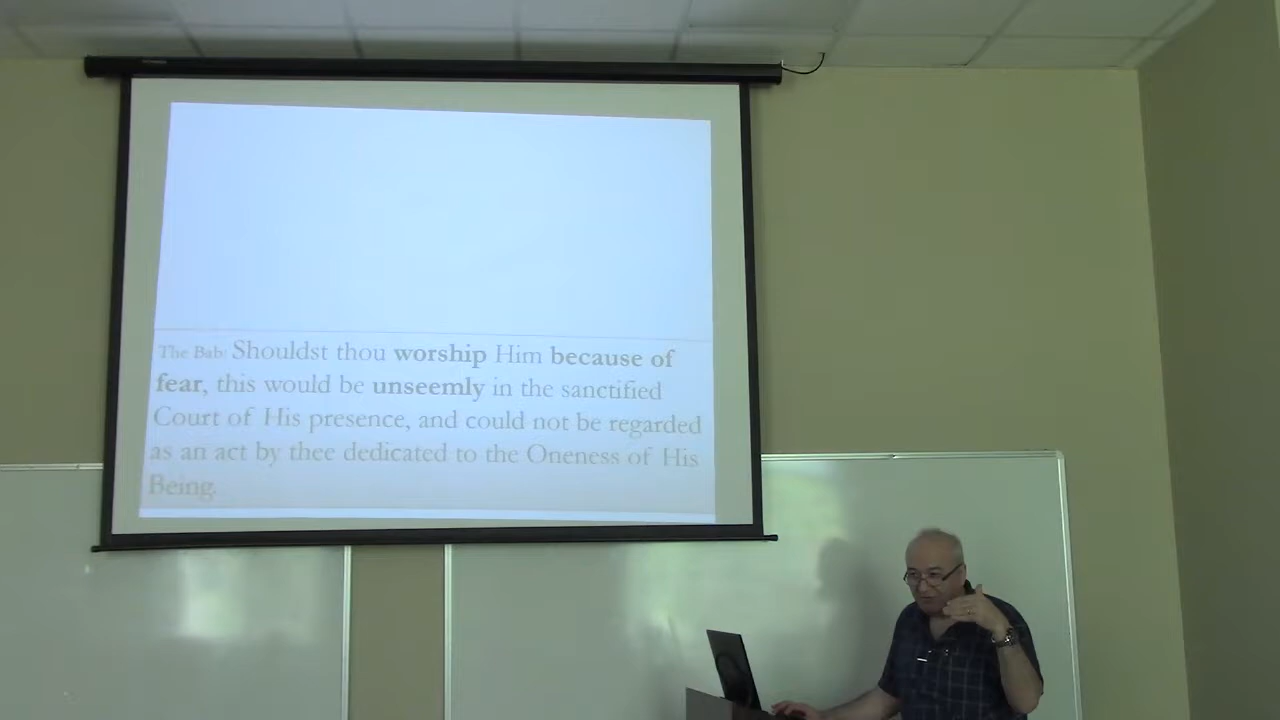 The Bab: Shouldst thou worship Him because of
fear, this would be unseemly in the sanctified
Court of His presence, and could not be regarded
as an act by thee dedicated to the Oneness of His
Being.